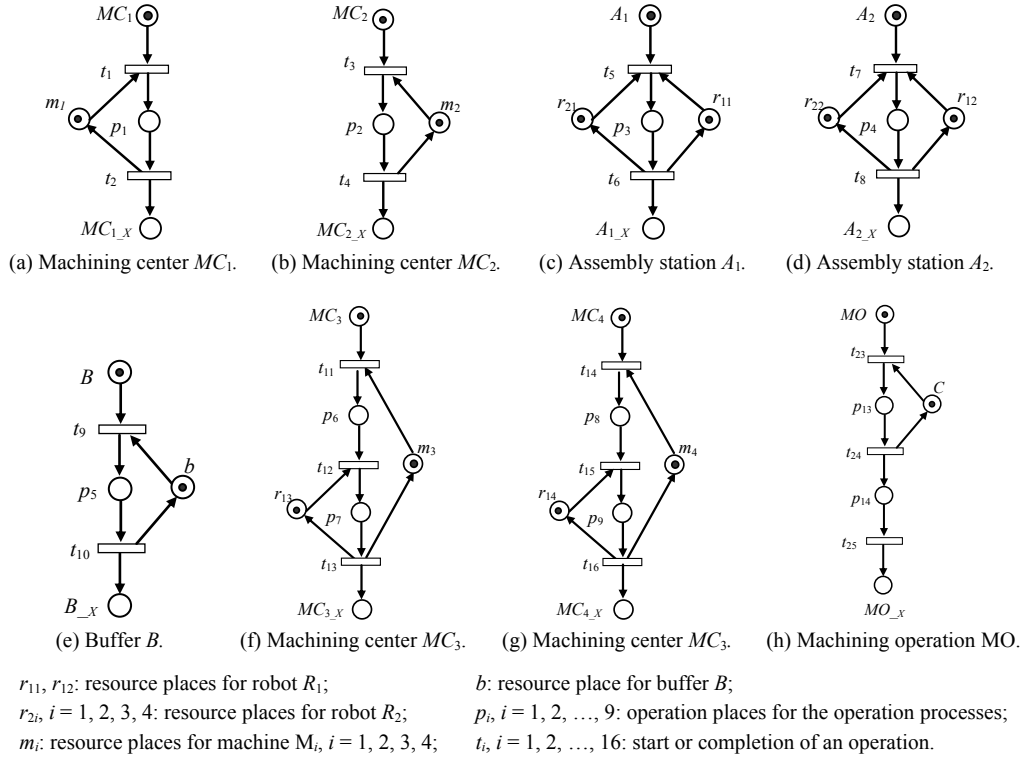 MC1 MC2 A1 A2
t1 t3 t5 t7
m1 m2 r21 r11 r22 r12
p1 p2 p3 p4
t2 t4 t6 t8
MC1_X MC2_X A1_X A2_X
(a) Machining center MC1. (b) Machining center MC2. (c) Assembly station A1. (d) Assembly station A2.
MC3 MC4 MO
B t11 t14 t23
t9 p6 p8 p13 C
b t12 m3 t15 m4 t24
p5 r13 p7 r14 p9 p14
t10 t13 t16 t25
B_X MC3_X MC4_X MO_X
(e) Buffer B. (f) Machining center MC3. (g) Machining center MC3. (h) Machining operation MO.
r11, r12: resource places for robot R1; b: resource place for buffer B;
r2i, i = 1, 2, 3, 4: resource places for robot R2; pi, i = 1, 2, …, 9: operation places for the operation processes;
mi: resource places for machine Mi, i = 1, 2, 3, 4; ti, i = 1, 2, …, 16: start or completion of an operation.